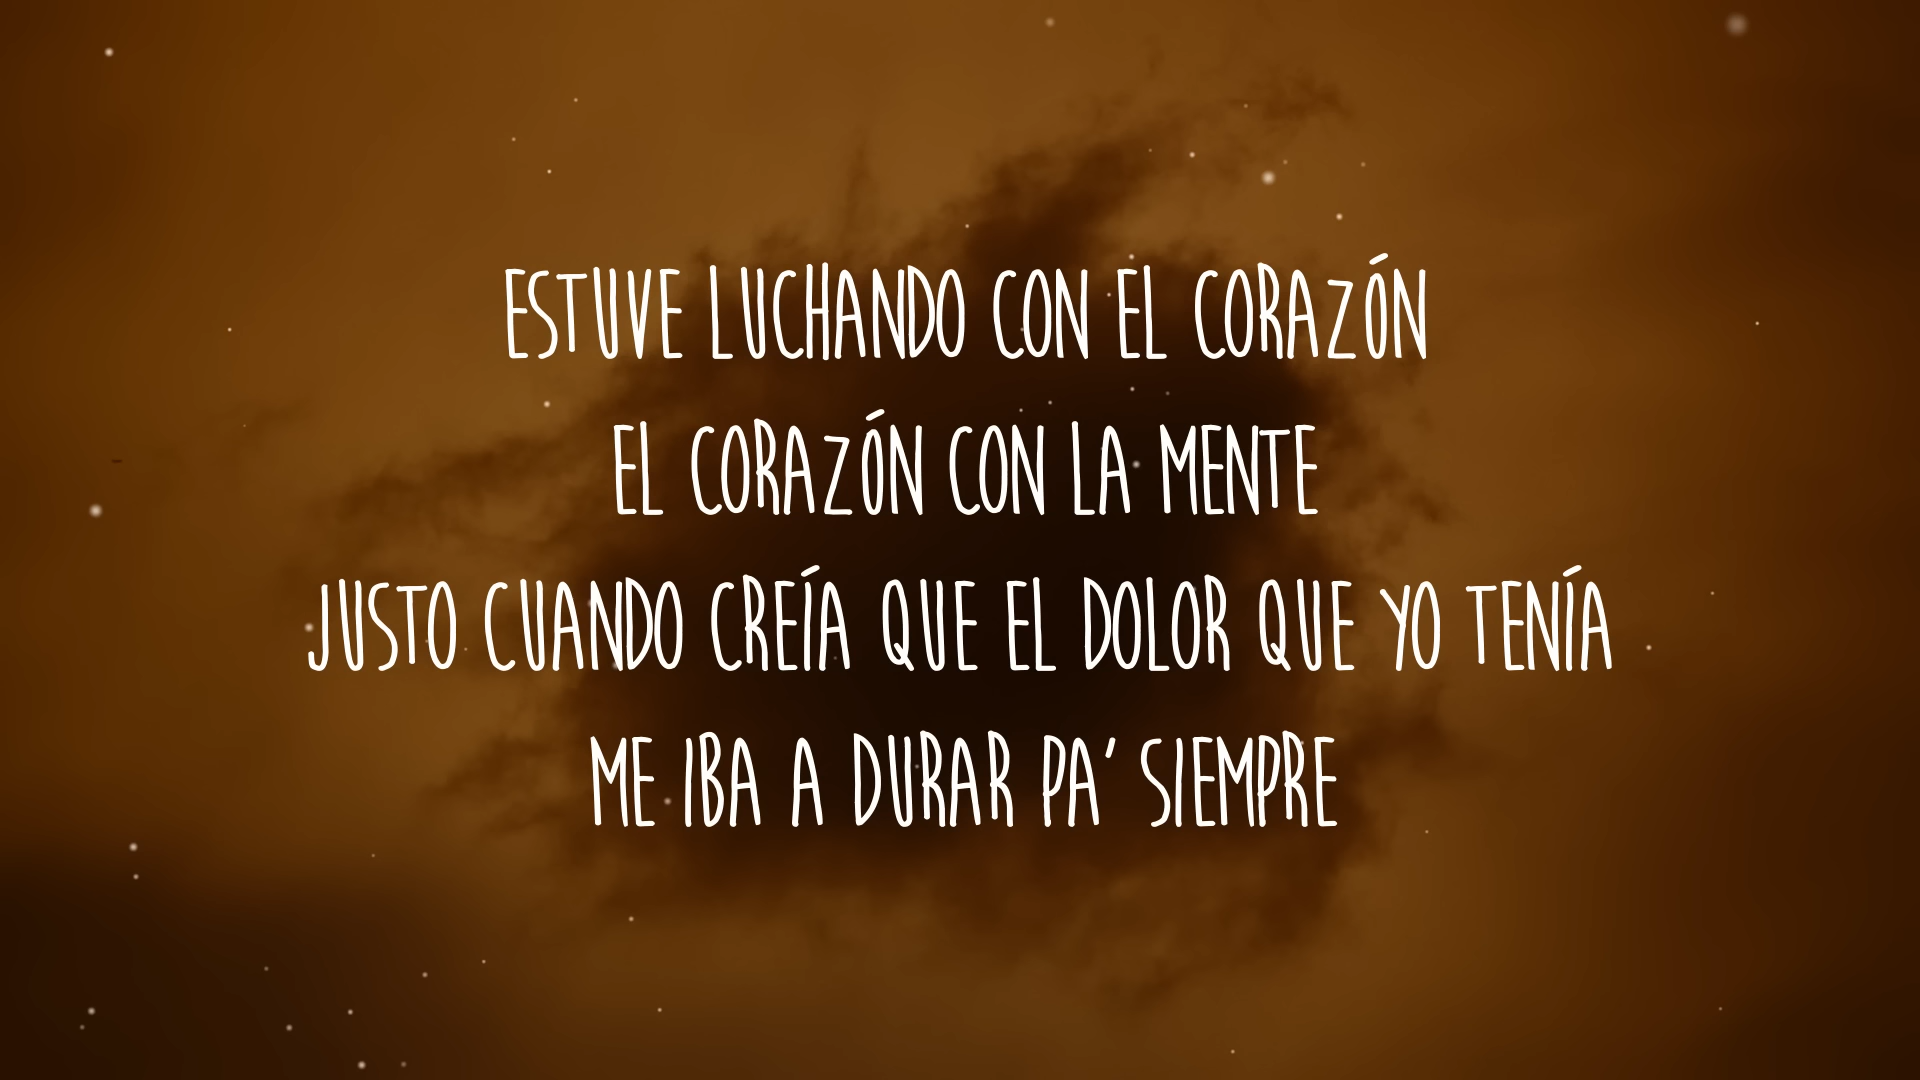 ESTUVE LUCHANDO CON EL CORAZÓN
EL CORAZÓN CON LA MENTE
JUSTO CUANDO CREÍA QUE EL DOLOR QUE YO TENÍA
ME IBA A DURAR PA' SIEMPRE